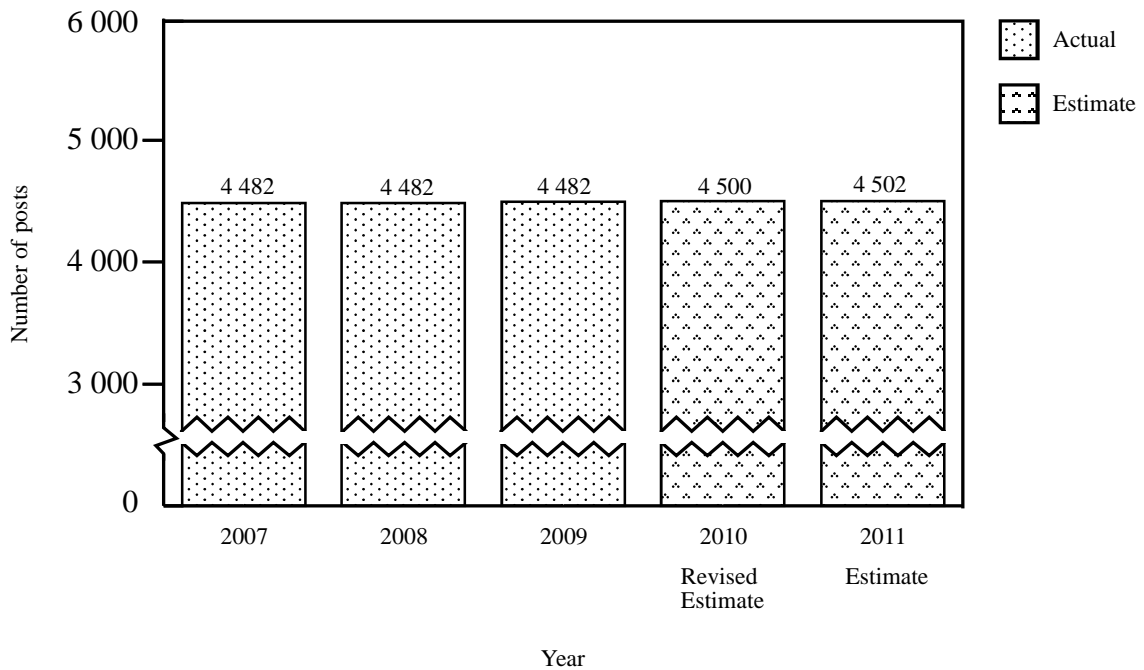 6 000
5 000
4 000
3 000
0
Number of posts
4 482
4 482
4 482
4 500
4 502
2007
2008
2009
2010
2011
Revised
Estimate
Estimate
Year
Actual
Estimate